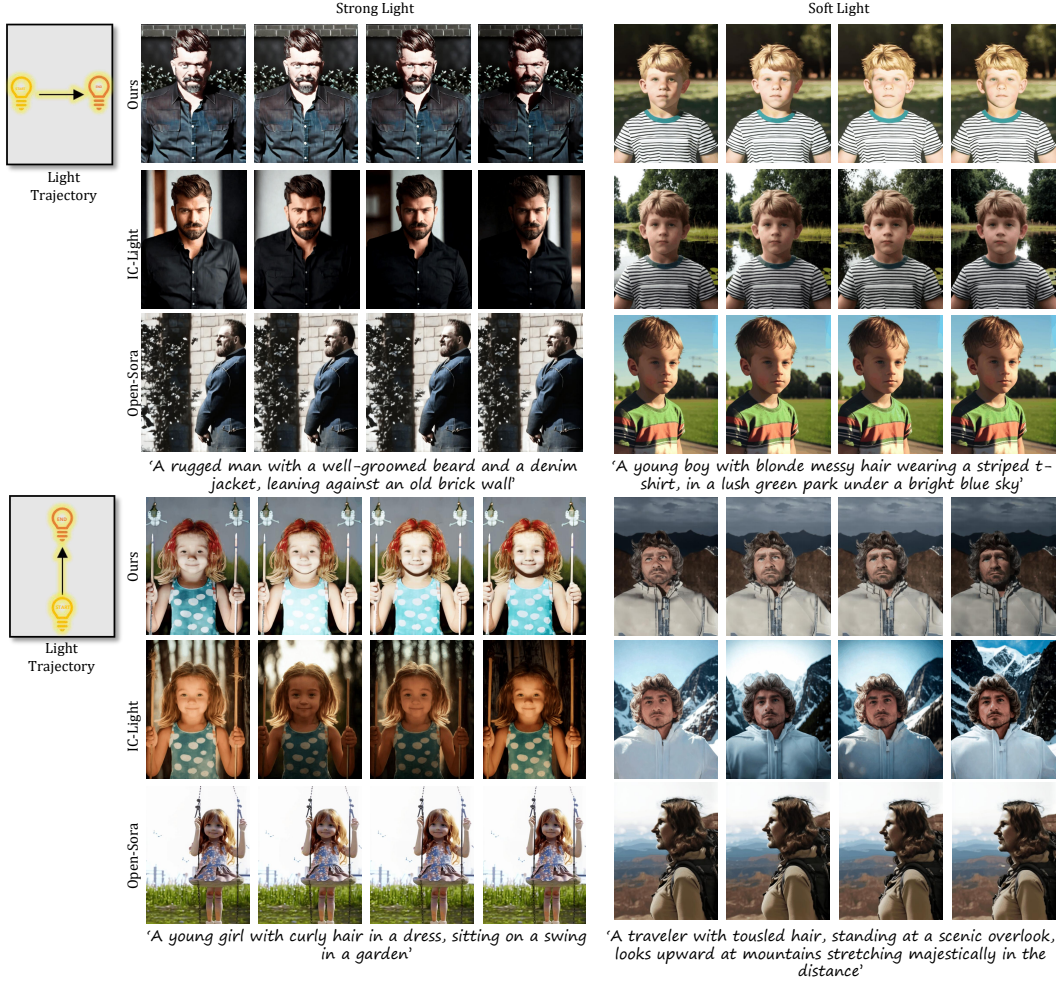 Strong Light
Soft Light
Light
Trajectory
Ours
IC-Light
Open-Sora
'A rugged man with a well-groomed beard and a denim
jacket, leaning against an old brick wall'
'A young boy with blonde messy hair wearing a striped t-
shirt, in a lush green park under a bright blue sky'
END
START
Light
Trajectory
Ours
IC-Light
Open-Sora
'A young girl with curly hair in a dress, sitting on a swing
in a garden'
'A traveler with tousled hair, standing at a scenic overlook,
looks upward at mountains stretching majestically in the
distance'